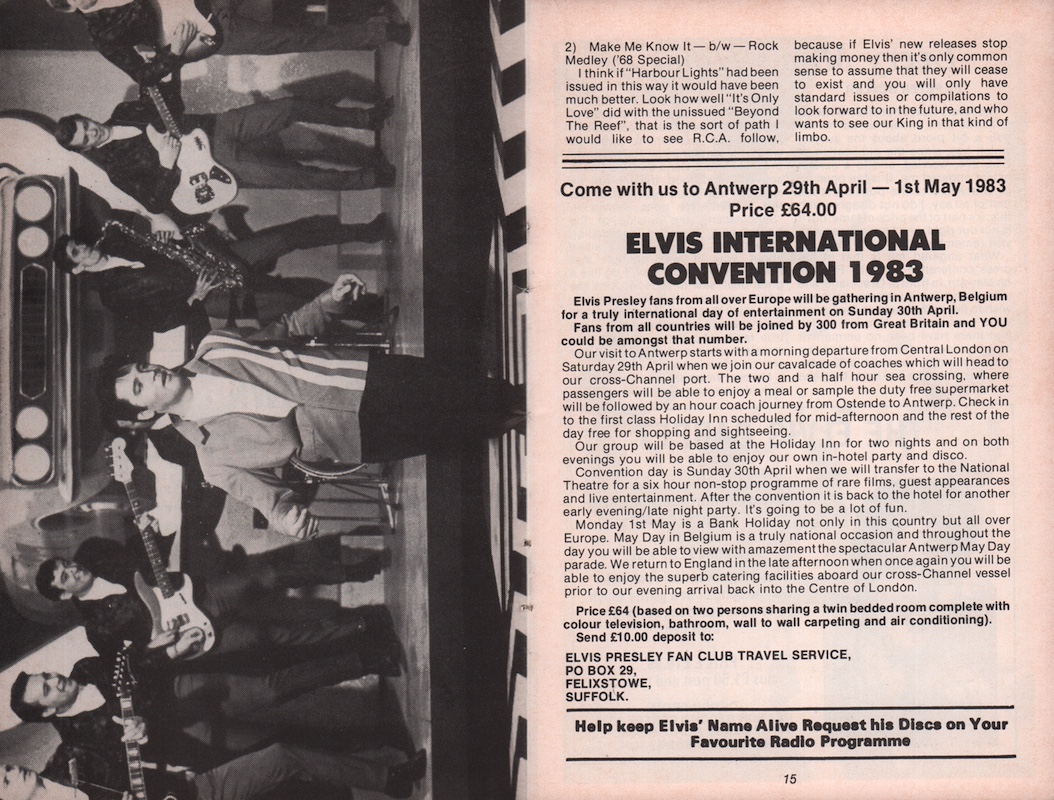 2) Make Me Know It — b/w — Rock
Medley ('68 Special)
I think if "Harbour Lights" had been
issued in this way it would have been
much better. Look how well "It's Only
Love" did with the unissued "Beyond
The Reef", that is the sort of path I
would like to see R.C.A. follow,
because if Elvis' new releases stop
making money then it's only common
sense to assume that they will cease
to exist and you will only have
standard issues or compilations to
look forward to in the future, and who
wants to see our King in that kind of
limbo.
Come with us to Antwerp 29th April — 1st May 1983
Price £64.00
ELVIS INTERNATIONAL
CONVENTION 1983
Elvis Presley fans from all over Europe will be gathering in Antwerp, Belgium
for a truly international day of entertainment on Sunday 30th April.
Fans from all countries will be joined by 300 from Great Britain and YOU
could be amongst that number.
Our visit to Antwerp starts with a morning departure from Central London on
Saturday 29th April when we join our cavalcade of coaches which will head to
our cross-Channel port. The two and a half hour sea crossing, where
passengers will be able to enjoy a meal or sample the duty free supermarket
will be followed by an hour coach journey from Ostende to Antwerp. Check in
to the first class Holiday Inn scheduled for mid-afternoon and the rest of the
day free for shopping and sightseeing.
Our group will be based at the Holiday Inn for two nights and on both
evenings you will be able to enjoy our own in-hotel party and disco.
Convention day is Sunday 30th April when we will transfer to the National
Theatre for a six hour non-stop programme of rare films, guest appearances
and live entertainment. After the convention it is back to the hotel for another
early evening/late night party. It's going to be a lot of fun.
Monday 1st May is a Bank Holiday not only in this country but all over
Europe. May Day in Belgium is a truly national occasion and throughout the
day you will be able to view with amazement the spectacular Antwerp May Day
parade. We return to England in the late afternoon when once again you will be
able to enjoy the superb catering facilities aboard our cross-Channel vessel
prior to our evening arrival back into the Centre of London.
Price £64 (based on two persons sharing a twin bedded room complete with
colour television, bathroom, wall to wall carpeting and air conditioning).
Send £10.00 deposit to:
ELVIS PRESLEY FAN CLUB TRAVEL SERVICE,
PO BOX 29,
FELIXSTOWE,
SUFFOLK.
Help keep Elvis' Name Alive Request his Discs on Your
Favourite Radio Programme
15